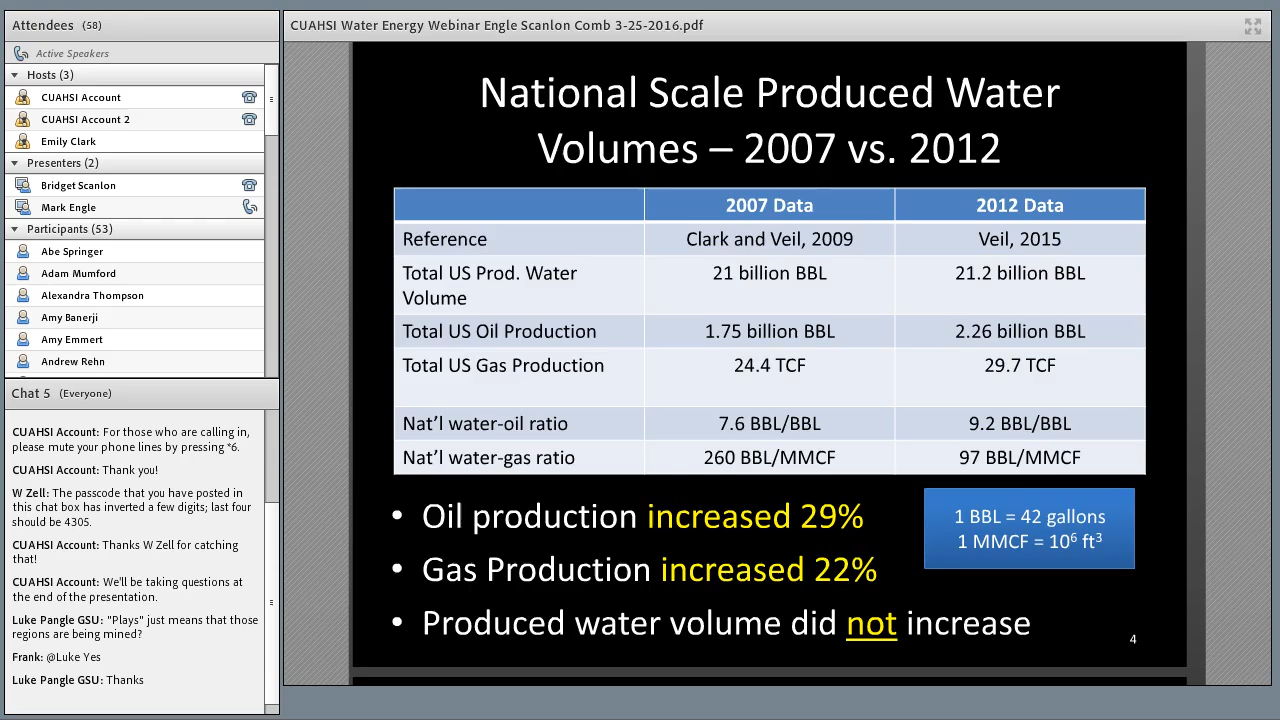 Attendees (58)
Active Speakers
Hosts (3)
CUAHSI Account
CUAHSI Account 2
Emily Clark
Presenters (2)
Bridget Scanlon
Mark Engle
Participants (53)
Abe Springer
Adam Mumford
Alexandra Thompson
Amy Banerji
Amy Emmert
Andrew Rehn
Chat 5 (Everyone)
CUAHSI Account: For those who are calling in,
please mute your phone lines by pressing *6.
CUAHSI Account: Thank you!
W Zell: The passcode that you have posted in
this chat box has inverted a few digits; last four
should be 4305.
CUAHSI Account: Thanks W Zell for catching
that!
CUAHSI Account: We'll be taking questions at
the end of the presentation.
Luke Pangle GSU: "Plays" just means that those
regions are being mined?
Frank: @Luke Yes
Luke Pangle GSU: Thanks
CUAHSI Water Energy Webinar Engle Scanlon Comb 3-25-2016.pdf
National Scale Produced Water
Volumes – 2007 vs. 2012
2007 Data 2012 Data
Reference Clark and Veil, 2009 Veil, 2015
Total US Prod. Water 21 billion BBL 21.2 billion BBL
Volume
Total US Oil Production 1.75 billion BBL 2.26 billion BBL
Total US Gas Production 24.4 TCF 29.7 TCF
Nat’l water-oil ratio 7.6 BBL/BBL 9.2 BBL/BBL
Nat’l water-gas ratio 260 BBL/MMCF 97 BBL/MMCF
• Oil production increased 29%
• Gas Production increased 22%
• Produced water volume did not increase
1 BBL = 42 gallons
1 MMCF = 10⁶ ft³
4